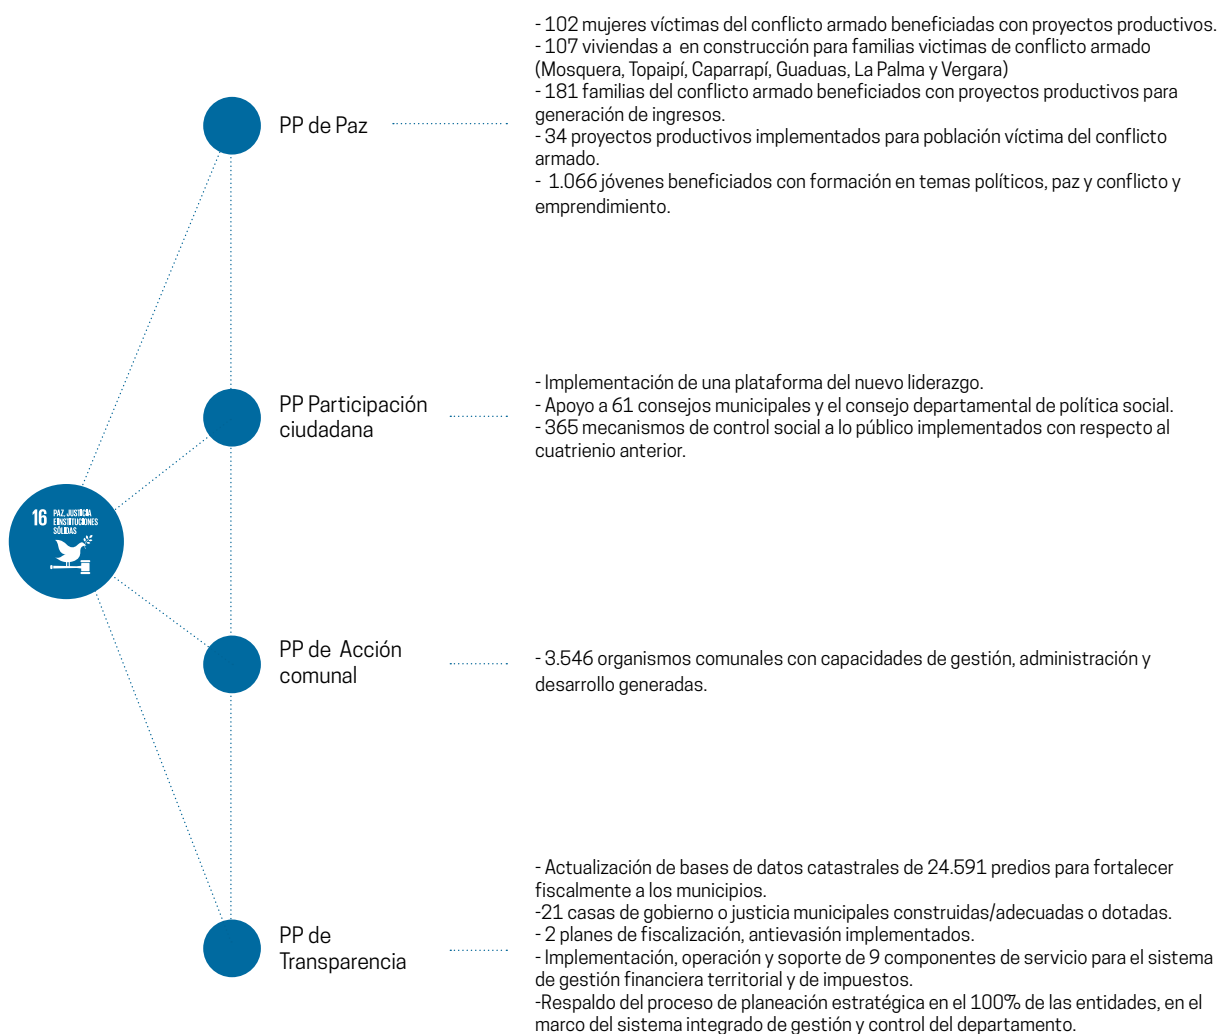 - 102 mujeres víctimas del conflicto armado beneficiadas con proyectos productivos.
- 107 viviendas a en construcción para familias victimas de conflicto armado
(Mosquera, Topaipí, Caparrapí, Guaduas, La Palma y Vergara)
- 181 familias del conflicto armado beneficiados con proyectos productivos para
generación de ingresos.
- 34 proyectos productivos implementados para población víctima del conflicto
armado.
- 1.066 jóvenes beneficiados con formación en temas políticos, paz y conflicto y
emprendimiento.
PP de Paz
- Implementación de una plataforma del nuevo liderazgo.
- Apoyo a 61 consejos municipales y el consejo departamental de política social.
- 365 mecanismos de control social a lo público implementados con respecto al
cuatrienio anterior.
PP Participación
ciudadana
16 PAZ, JUSTICIA
E INSTITUCIONES
SÓLIDAS
PP de Acción
comunal
- 3.546 organismos comunales con capacidades de gestión, administración y
desarrollo generadas.
- Actualización de bases de datos catastrales de 24.591 predios para fortalecer
fiscalmente a los municipios.
-21 casas de gobierno o justicia municipales construidas/adecuadas o dotadas.
- 2 planes de fiscalización, antievasión implementados.
- Implementación, operación y soporte de 9 componentes de servicio para el sistema
de gestión financiera territorial y de impuestos.
-Respaldo del proceso de planeación estratégica en el 100% de las entidades, en el
marco del sistema integrado de gestión y control del departamento.
PP de
Transparencia